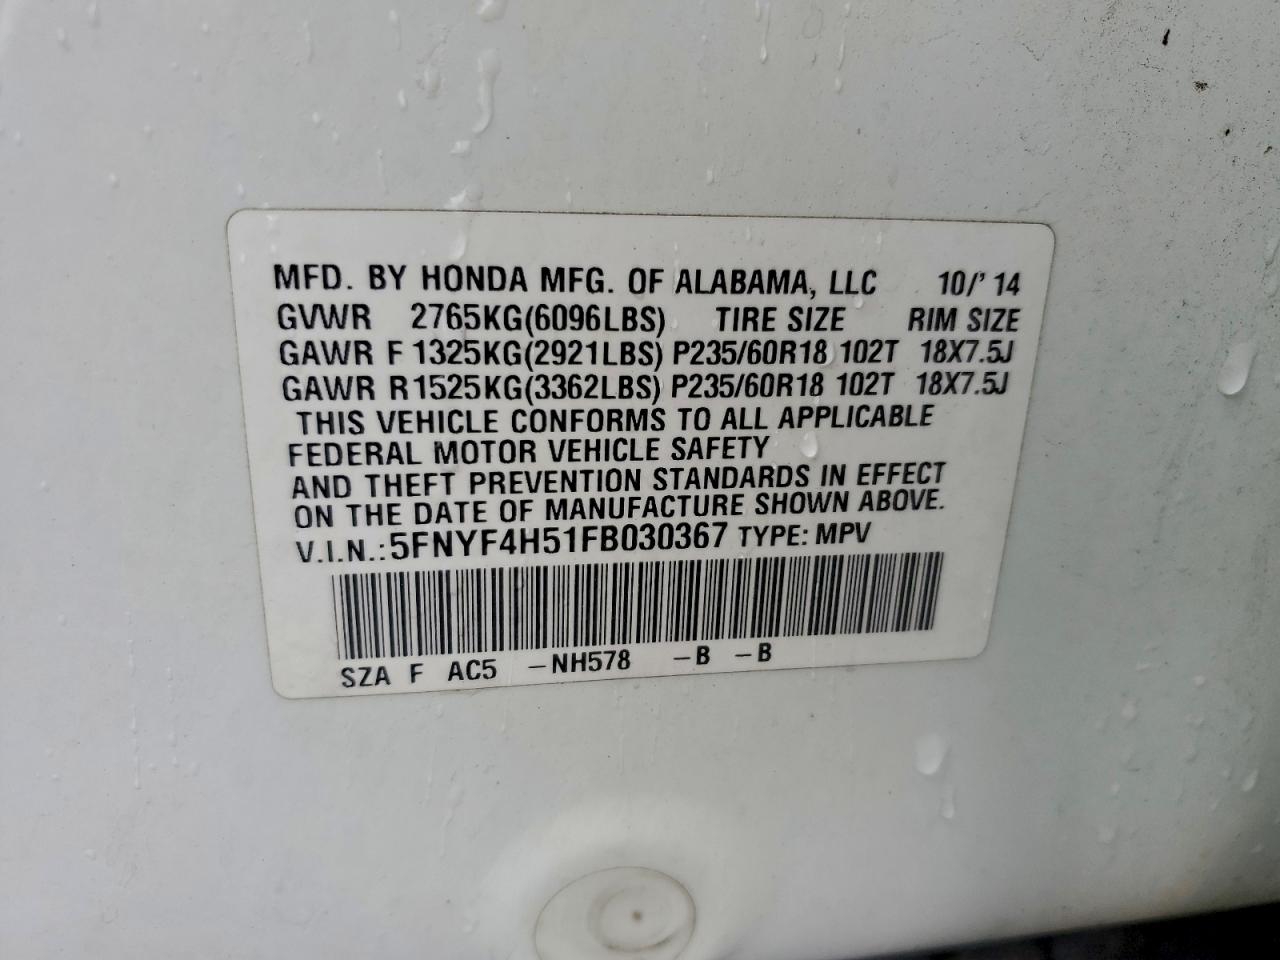 MFD. BY HONDA MFG. OF ALABAMA, LLC 10/'14
GVWR 2765KG(6096LBS) TIRE SIZE RIM SIZE
GAWR F 1325KG(2921LBS) P235/60R18 102T 18X7.5J
GAWR R 1525KG(3362LBS) P235/60R18 102T 18X7.5J
THIS VEHICLE CONFORMS TO ALL APPLICABLE
FEDERAL MOTOR VEHICLE SAFETY
AND THEFT PREVENTION STANDARDS IN EFFECT
ON THE DATE OF MANUFACTURE SHOWN ABOVE.
V.I.N.:5FNYF4H51FB030367 TYPE: MPV
SZA F AC5 -NH578 -B -B